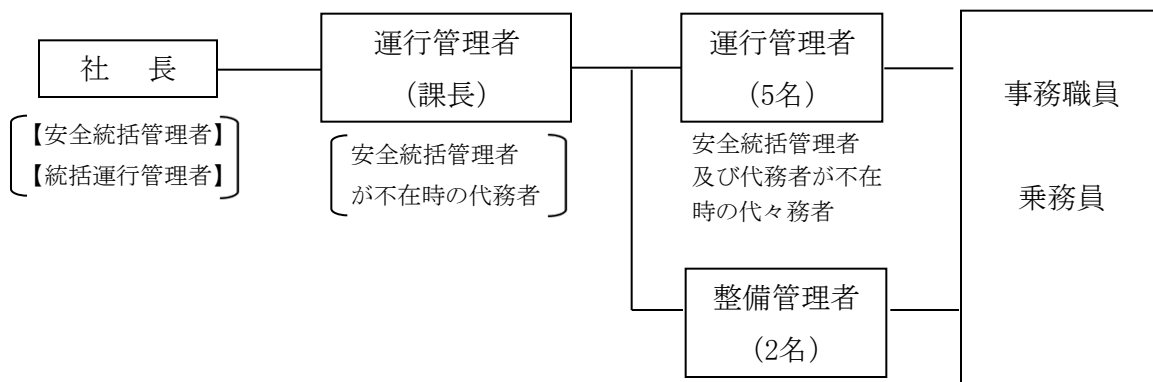 社　長
【安全統括管理者】
【統括運行管理者】
運行管理者
(課長)
安全統括管理者
が不在時の代務者
運行管理者
(5名)
安全統括管理者
及び代務者が不在
時の代々務者
整備管理者
(2名)
事務職員
乗務員